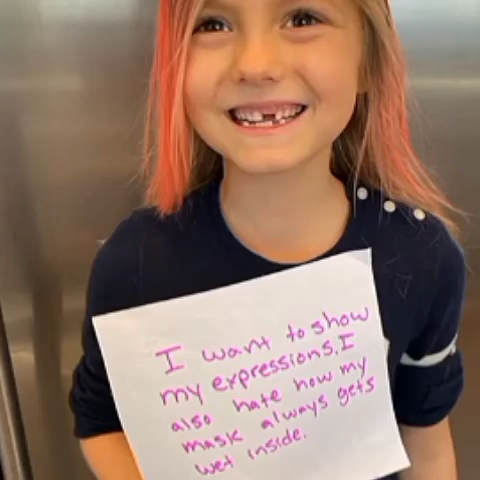 I want to show
my expressions. I
also hate how my
mask always gets
wet inside.